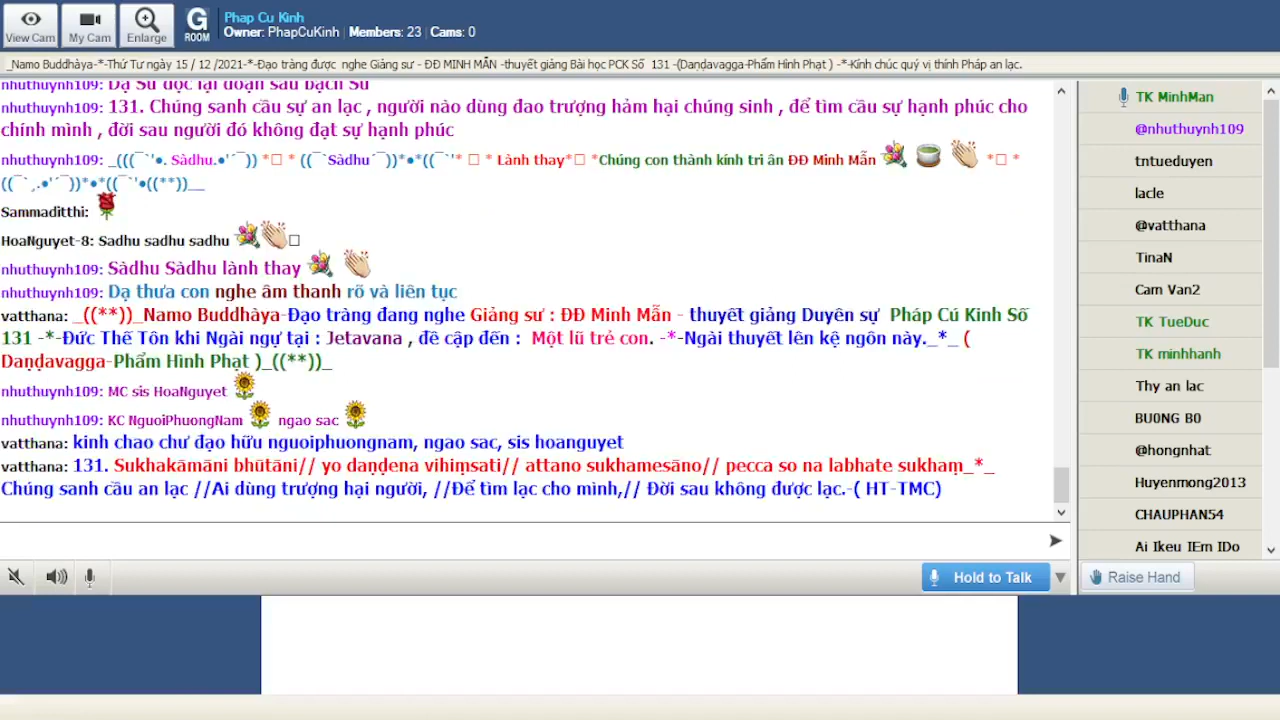 View Cam
My Cam
Enlarge
G ROOM
Phap Cu Kinh
Owner: PhapCuKinh | Members: 23 | Cams: 0
_Namo Buddhàya-*-Thứ Tư ngày 15 / 12 /2021-*-Đạo tràng được nghe Giảng sư - ĐĐ MINH MẪN -thuyết giảng Bài học PCK Số 131 -(Daṇḍavagga-Phẩm Hình Phạt ) -*-Kính chúc quý vị thính Pháp an lạc.
nhuthuynh109: Dạ Sư đọc lại đoạn sau bạch Sư
nhuthuynh109: 131. Chúng sanh cầu sự an lạc , người nào dùng đao trượng hảm hại chúng sinh , để tìm cầu sự hạnh phúc cho
chính mình , đời sau người đó không đạt sự hạnh phúc
nhuthuynh109: _(((¯`'•. Sàdhu.•'´¯)) *□ * ((¯`Sàdhu´¯))*•*((¯`'* □ * Lành thay*□ *Chúng con thành kính tri ân ĐĐ Minh Mẫn *□ *
((¯`¸.•'´¯))*•*((¯`'•((**))__
Sammaditthi:
HoaNguyet-8: Sadhu sadhu sadhu □
nhuthuynh109: Sàdhu Sàdhu lành thay
nhuthuynh109: Dạ thưa con nghe âm thanh rõ và liên tục
vatthana: _((**))_Namo Buddhàya-Đạo tràng đang nghe Giảng sư : ĐĐ Minh Mẫn - thuyết giảng Duyên sự Pháp Cú Kinh Số
131 -*-Đức Thế Tôn khi Ngài ngự tại : Jetavana , đề cập đến : Một lũ trẻ con. -*-Ngài thuyết lên kệ ngôn này._*_ (
Daṇḍavagga-Phẩm Hình Phạt )_((**))_
nhuthuynh109: MC sis HoaNguyet
nhuthuynh109: KC NguoiPhuongNam ngao sac
vatthana: kinh chao chư đạo hữu nguoiphuongnam, ngao sac, sis hoanguyet
vatthana: 131. Sukhakāmāni bhūtāni// yo daṇḍena vihiṃsati// attano sukhamesāno// pecca so na labhate sukhaṃ_*_
Chúng sanh cầu an lạc //Ai dùng trượng hại người, //Để tìm lạc cho mình,// Đời sau không được lạc.-( HT-TMC)
TK MinhMan
@nhuthuynh109
tntueduyen
lacle
@vatthana
TinaN
Cam Van2
TK TueDuc
TK minhhanh
Thy an lac
BU0NG B0
@hongnhat
Huyenmong2013
CHAUPHAN54
Ai Ikeu IEm IDo
Hold to Talk
Raise Hand